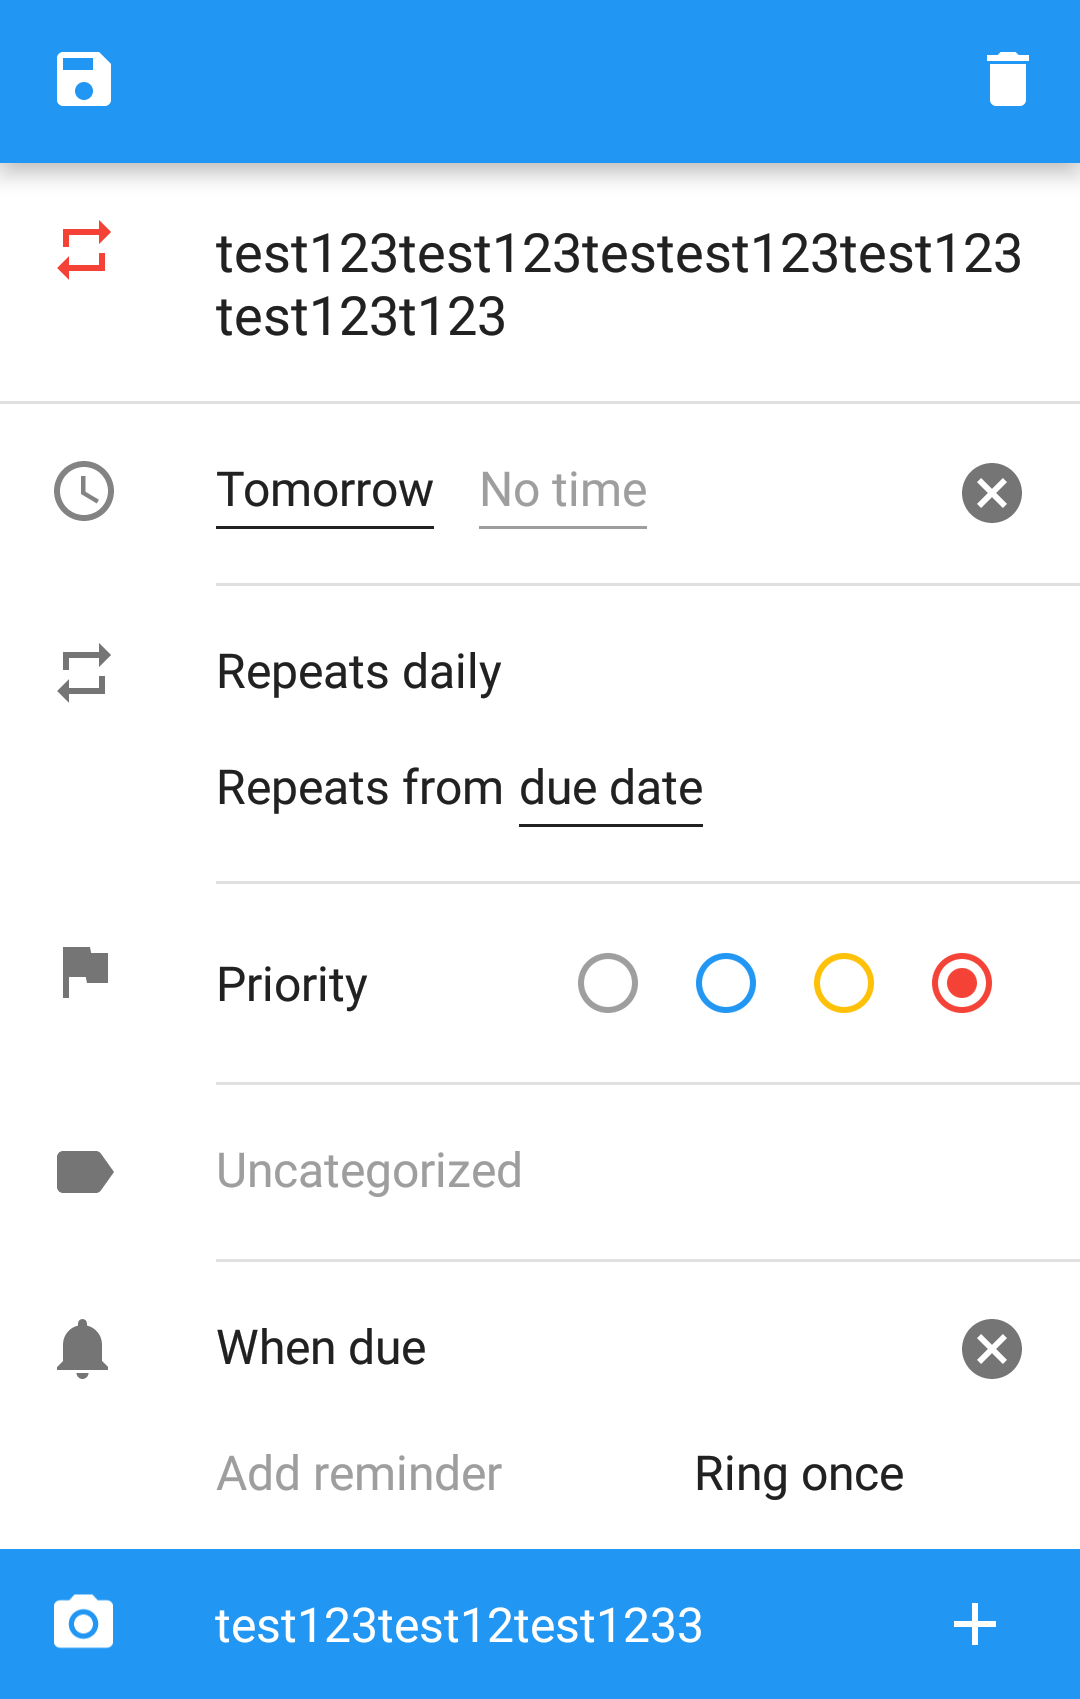 test123test123testest123test123
test123t123
Tomorrow No time
Repeats daily
Repeats from due date
Priority
Uncategorized
When due
Add reminder Ring once
test123test12test1233